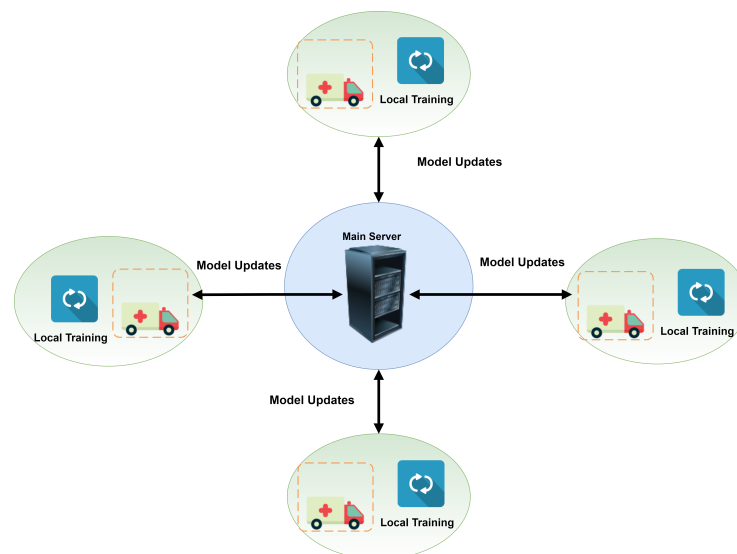 Local Training
Model Updates
Main Server
Model Updates
Model Updates
Local Training
Local Training
Model Updates
Local Training